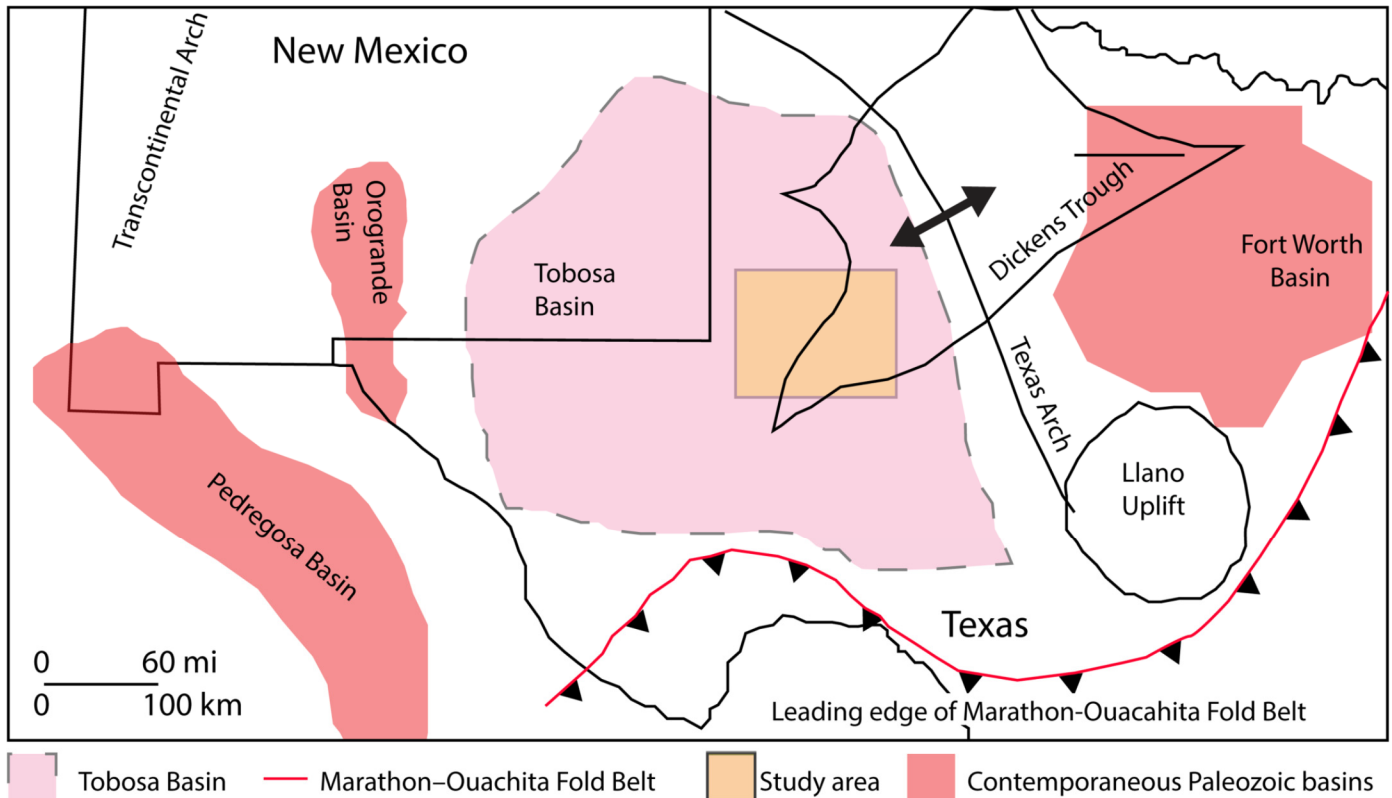 New Mexico
Transcontinental Arch
Orogrande
Basin
Tobosa
Basin
Dickens Trough
Fort Worth
Basin
Texas Arch
Llano
Uplift
Pedregosa Basin
Texas
0 60 mi
0 100 km
Leading edge of Marathon-Ouacahita Fold Belt
Tobosa Basin
Marathon–Ouachita Fold Belt
Study area
Contemporaneous Paleozoic basins